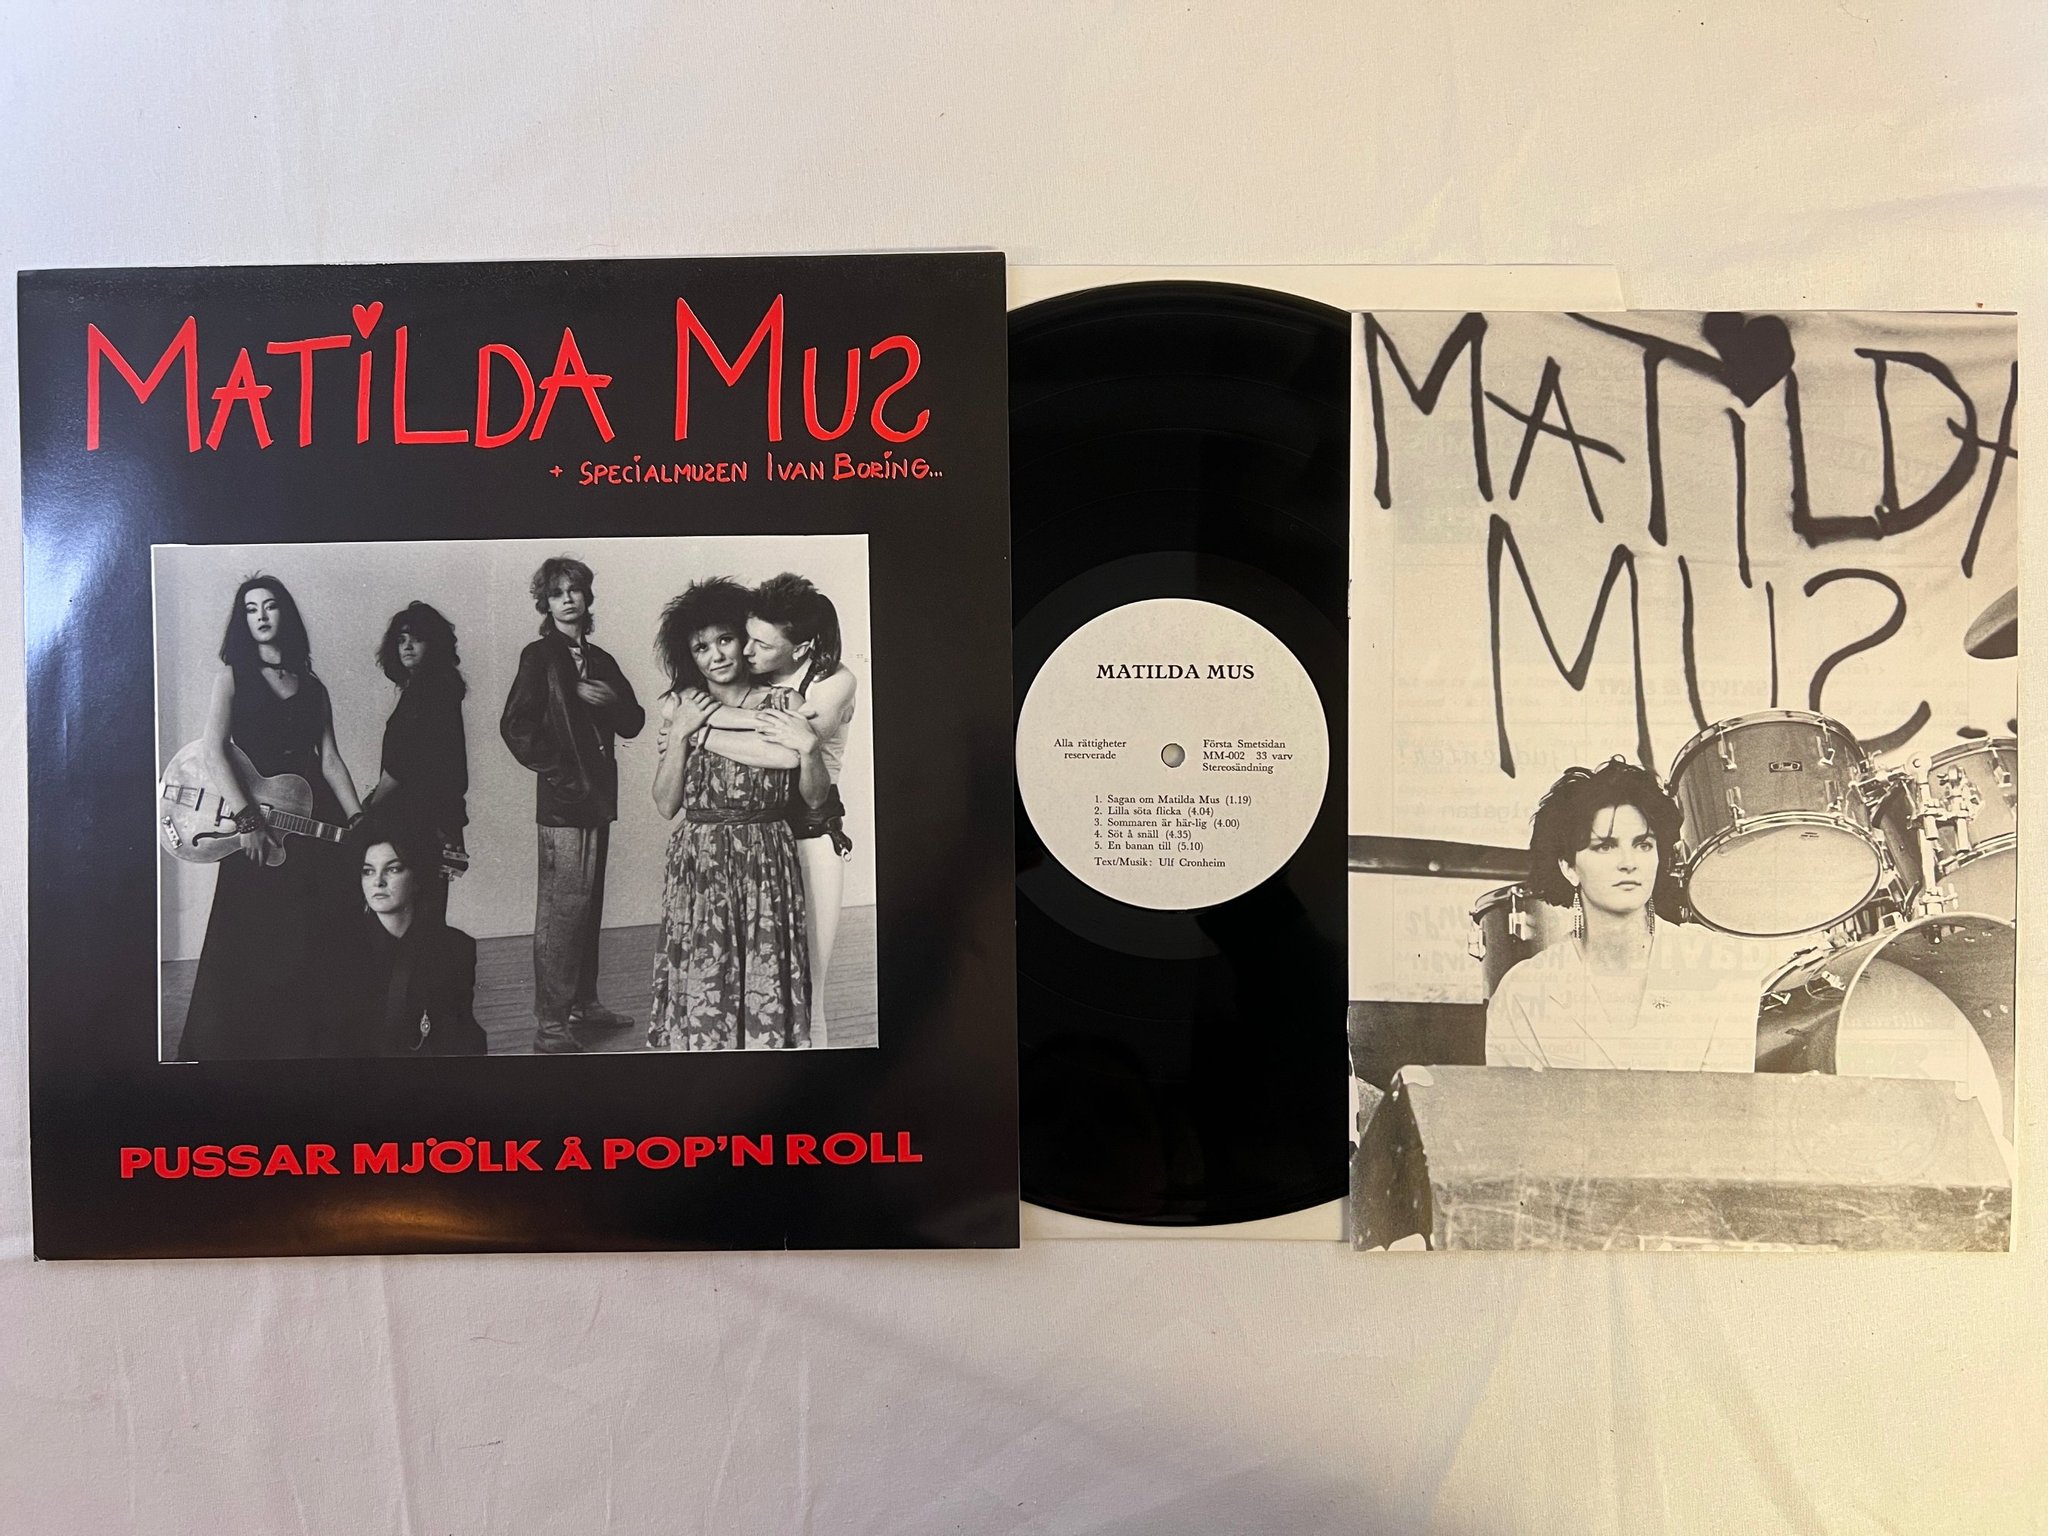 MATILDA MUS
+ SPECIALMUSEN IVAN BORING...
PUSSAR MJÖLK Å POP'N ROLL
MATILDA MUS
Alla rättigheter
reserverade
Första Smetsidan
MM-002 33 varv
Stereosändning
1. Sagan om Matilda Mus (1.19)
2. Lilla söta flicka (4.04)
3. Sommaren är här-lig (4.00)
4. Söt å snäll (4.35)
5. En banan till (5.10)
Text/Musik: Ulf Cronheim
MATILDA
MUS
Pearl